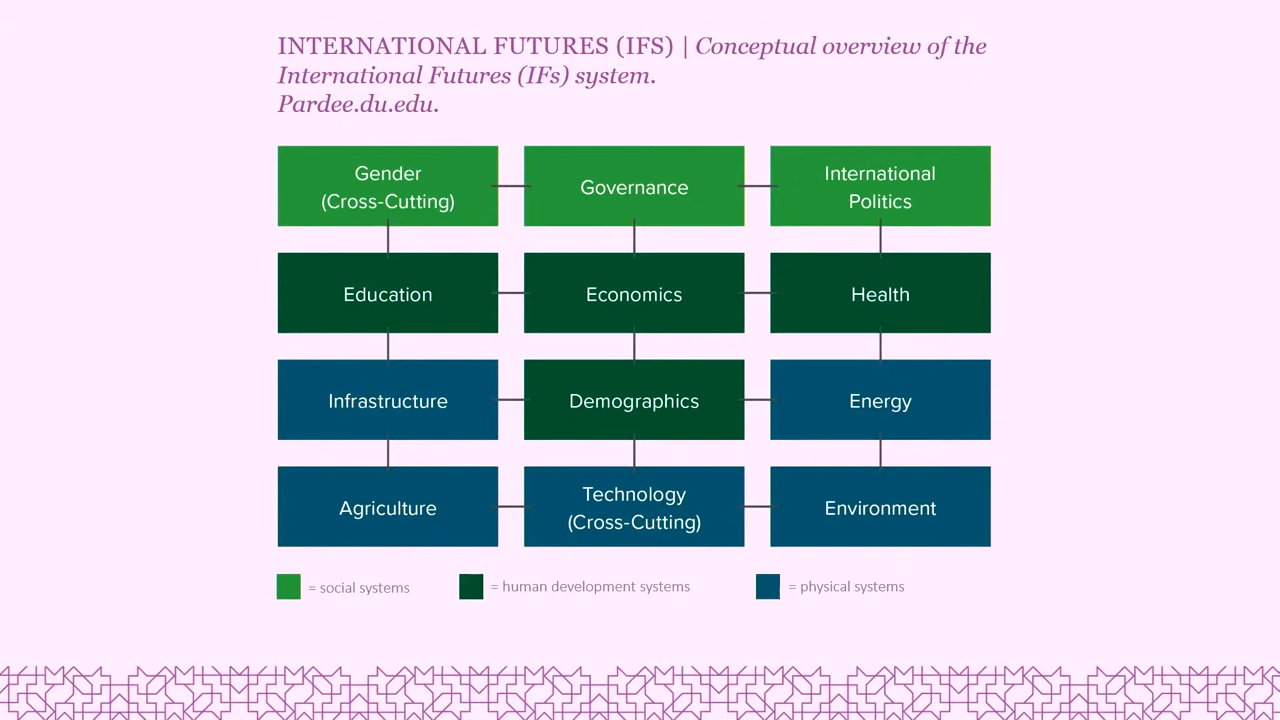 INTERNATIONAL FUTURES (IFS) | Conceptual overview of the
International Futures (IFs) system.
Pardee.du.edu.
Gender
(Cross-Cutting)
Governance
International
Politics
Education
Economics
Health
Infrastructure
Demographics
Energy
Agriculture
Technology
(Cross-Cutting)
Environment
= social systems
= human development systems
= physical systems